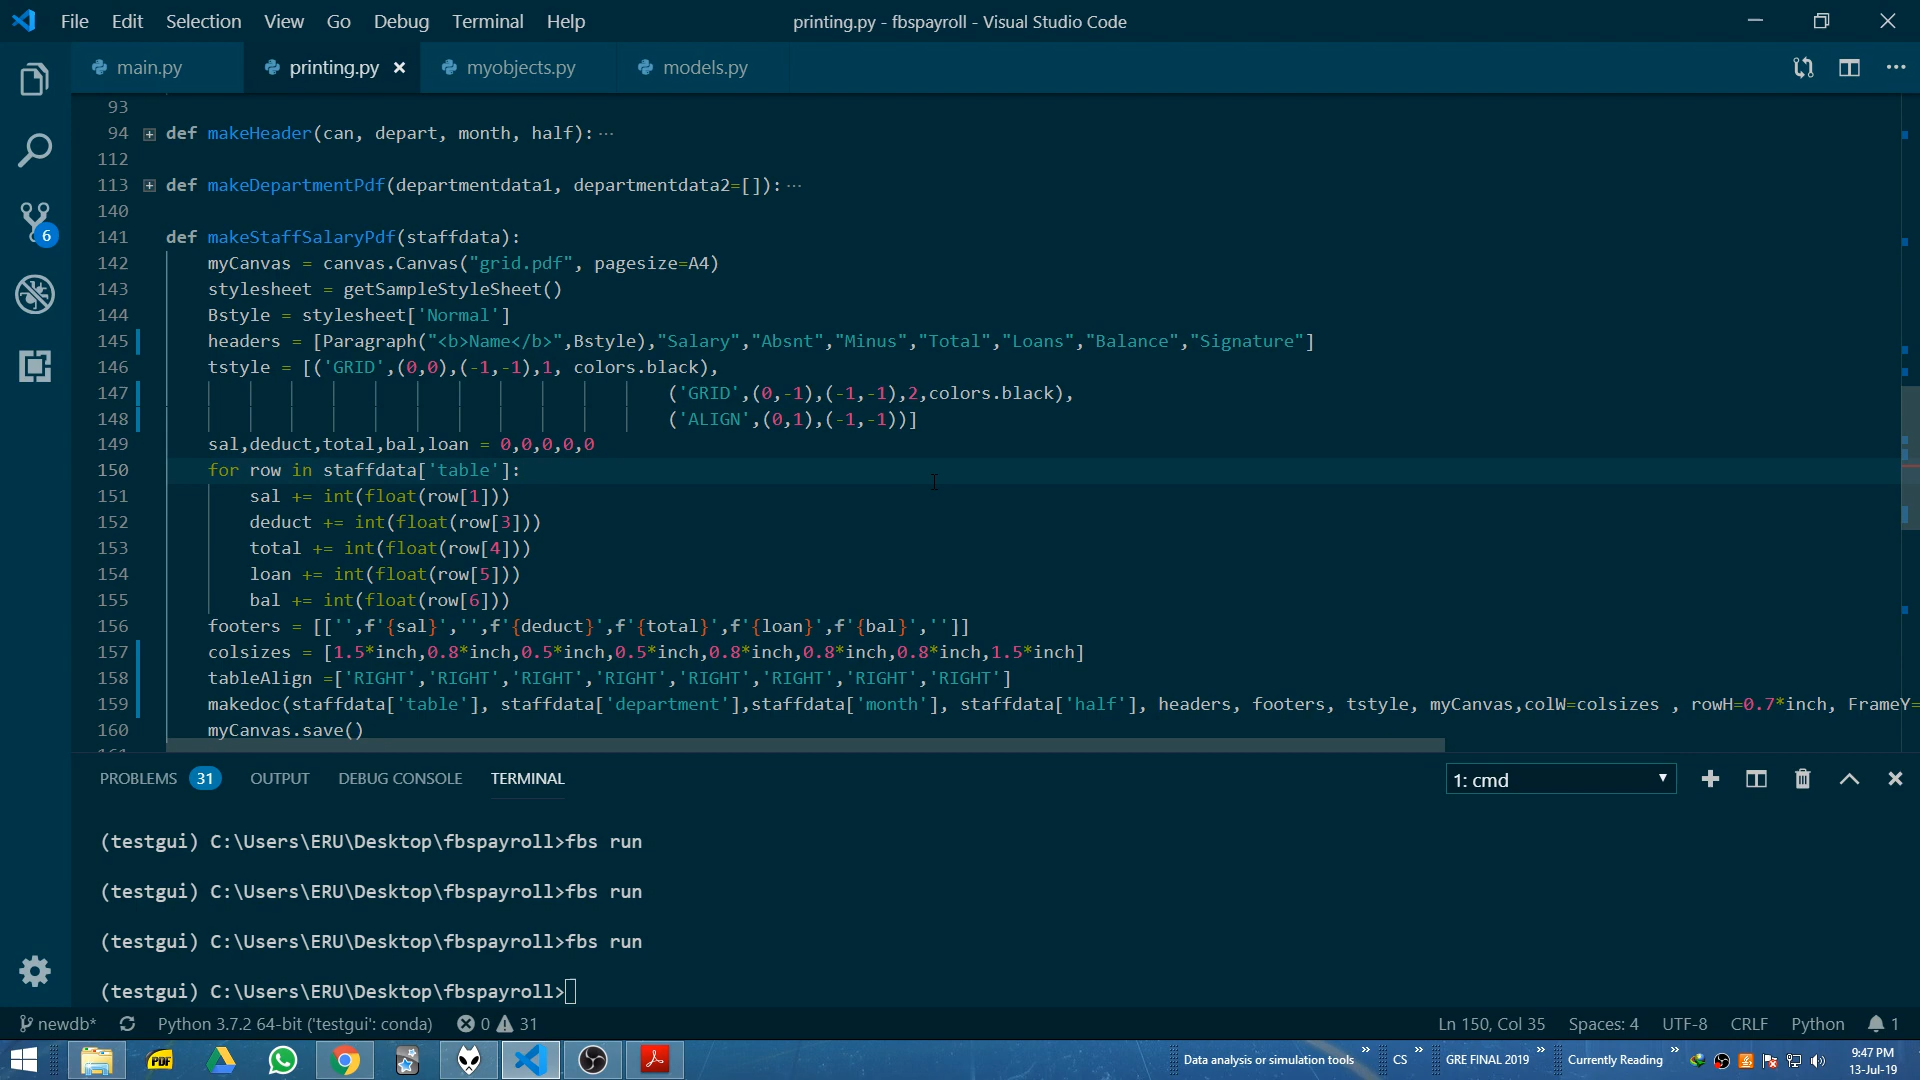 File Edit Selection View Go Debug Terminal Help printing.py - fbspayroll - Visual Studio Code
main.py printing.py myobjects.py models.py
93
94 def makeHeader(can, depart, month, half):···
112
113 def makeDepartmentPdf(departmentdata1, departmentdata2=[]):···
140
141 def makeStaffSalaryPdf(staffdata):
142 myCanvas = canvas.Canvas("grid.pdf", pagesize=A4)
143 stylesheet = getSampleStyleSheet()
144 Bstyle = stylesheet['Normal']
145 headers = [Paragraph("<b>Name</b>",Bstyle),"Salary","Absnt","Minus","Total","Loans","Balance","Signature"]
146 tstyle = [('GRID',(0,0),(-1,-1),1, colors.black),
147 ('GRID',(0,-1),(-1,-1),2,colors.black),
148 ('ALIGN',(0,1),(-1,-1))]
149 sal,deduct,total,bal,loan = 0,0,0,0,0
150 for row in staffdata['table']:
151 sal += int(float(row[1]))
152 deduct += int(float(row[3]))
153 total += int(float(row[4]))
154 loan += int(float(row[5]))
155 bal += int(float(row[6]))
156 footers = [['',f'{sal}','',f'{deduct}',f'{total}',f'{loan}',f'{bal}','']]
157 colsizes = [1.5*inch,0.8*inch,0.5*inch,0.5*inch,0.8*inch,0.8*inch,0.8*inch,1.5*inch]
158 tableAlign =['RIGHT','RIGHT','RIGHT','RIGHT','RIGHT','RIGHT','RIGHT','RIGHT']
159 makedoc(staffdata['table'], staffdata['department'],staffdata['month'], staffdata['half'], headers, footers, tstyle, myCanvas,colW=colsizes , rowH=0.7*inch, FrameY=
160 myCanvas.save()
6
PROBLEMS 31 OUTPUT DEBUG CONSOLE TERMINAL 1: cmd
(testgui) C:\Users\ERU\Desktop\fbspayroll>fbs run
(testgui) C:\Users\ERU\Desktop\fbspayroll>fbs run
(testgui) C:\Users\ERU\Desktop\fbspayroll>fbs run
(testgui) C:\Users\ERU\Desktop\fbspayroll>
newdb* Python 3.7.2 64-bit ('testgui': conda) 0 31 Ln 150, Col 35 Spaces: 4 UTF-8 CRLF Python 1
PDF Data analysis or simulation tools » CS » GRE FINAL 2019 » Currently Reading » 9:47 PM
13-Jul-19